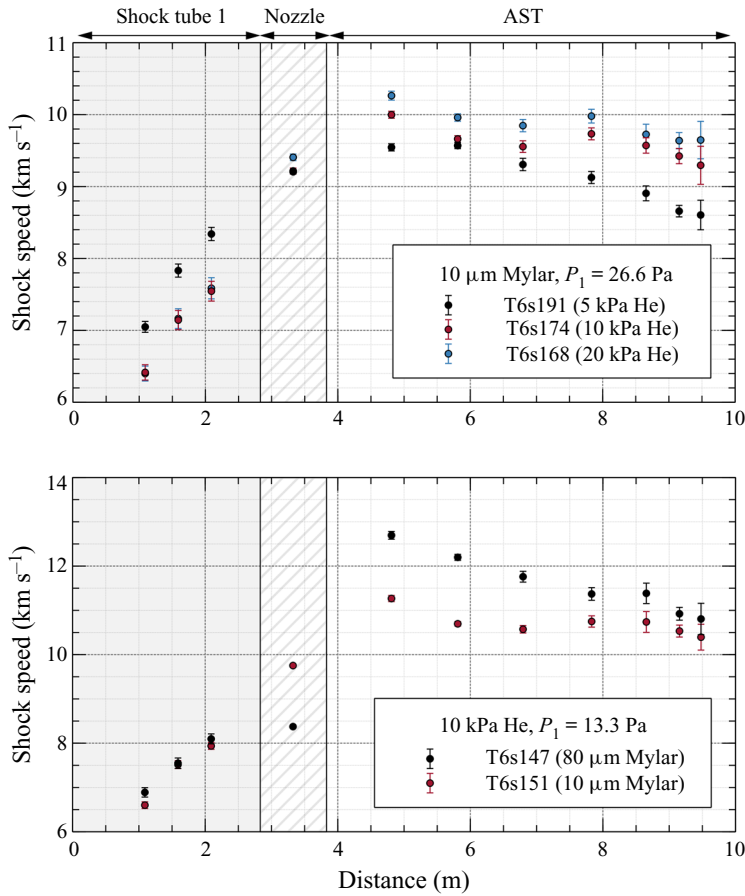 Shock tube 1 Nozzle AST
11
10
9
8
7
6
Shock speed (km s⁻¹)
10 μm Mylar, P₁ = 26.6 Pa
T6s191 (5 kPa He)
T6s174 (10 kPa He)
T6s168 (20 kPa He)
0 2 4 6 8 10
14
12
10
8
6
Shock speed (km s⁻¹)
10 kPa He, P₁ = 13.3 Pa
T6s147 (80 μm Mylar)
T6s151 (10 μm Mylar)
0 2 4 6 8 10
Distance (m)